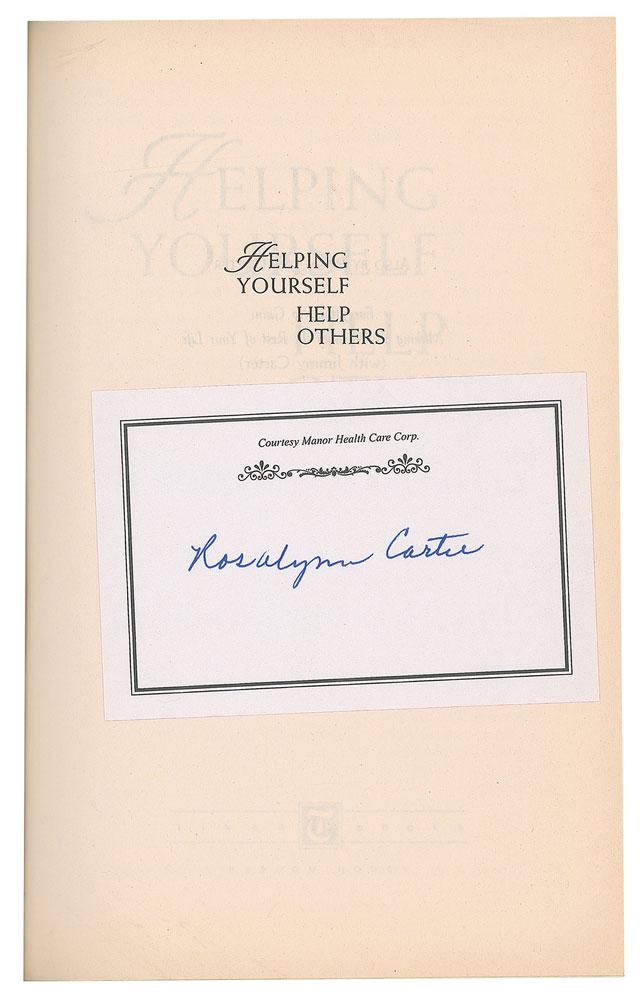 HELPING
YOURSELF
HELP
OTHERS
Courtesy Manor Health Care Corp.
Rosalynn Carter